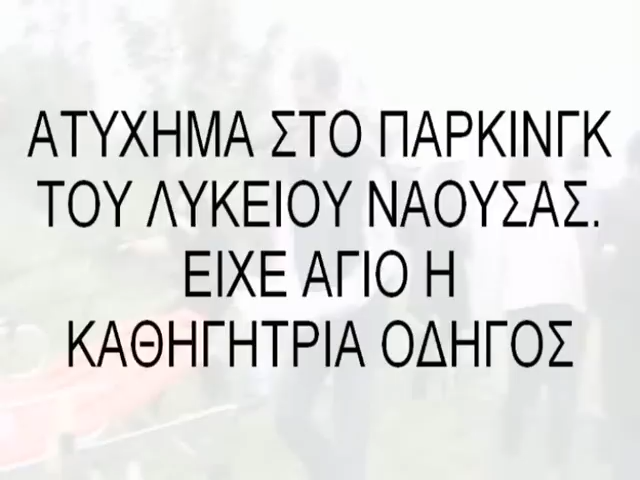 ΑΤΥΧΗΜΑ ΣΤΟ ΠΑΡΚΙΝΓΚ
ΤΟΥ ΛΥΚΕΙΟΥ ΝΑΟΥΣΑΣ.
ΕΙΧΕ ΑΓΙΟ Η
ΚΑΘΗΓΗΤΡΙΑ ΟΔΗΓΟΣ